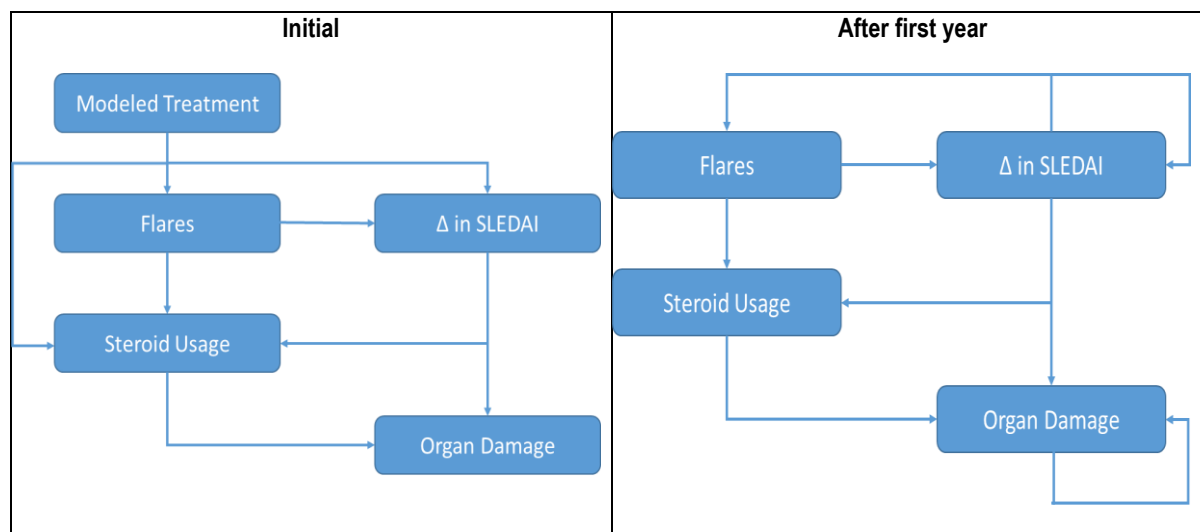 Initial
Modeled Treatment
Flares
Δ in SLEDAI
Steroid Usage
Organ Damage
After first year
Flares
Δ in SLEDAI
Steroid Usage
Organ Damage